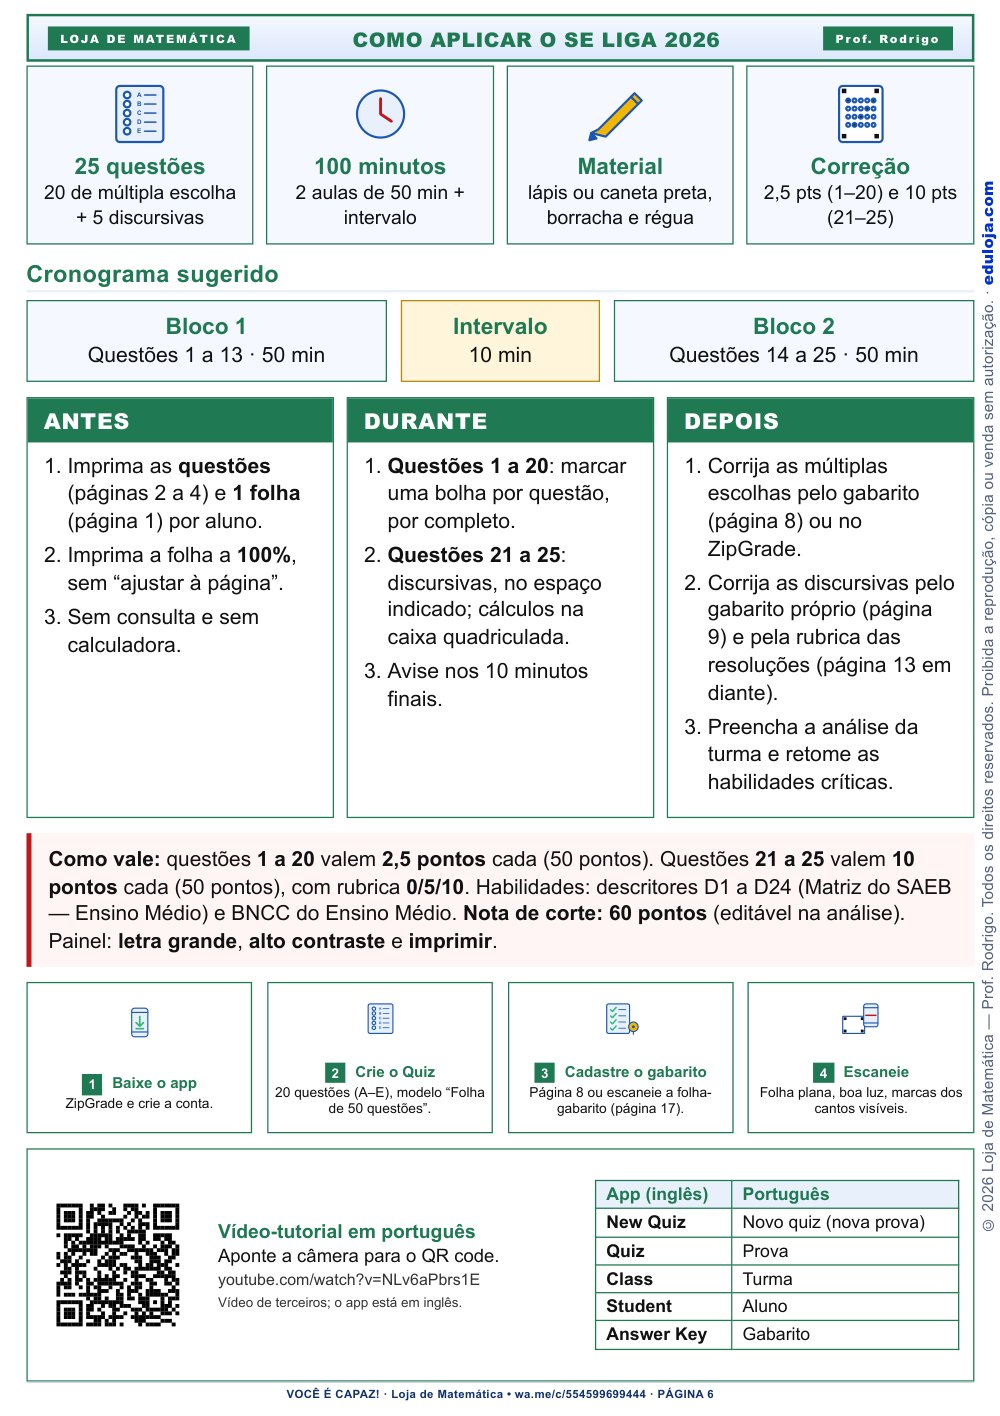 LOJA DE MATEMÁTICA
COMO APLICAR O SE LIGA 2026
Prof. Rodrigo
A
B
C
D
E
25 questões
20 de múltipla escolha
+ 5 discursivas
100 minutos
2 aulas de 50 min +
intervalo
Material
lápis ou caneta preta,
borracha e régua
Correção
2,5 pts (1–20) e 10 pts
(21–25)
Cronograma sugerido
Bloco 1
Questões 1 a 13 · 50 min
Intervalo
10 min
Bloco 2
Questões 14 a 25 · 50 min
ANTES
1. Imprima as questões
(páginas 2 a 4) e 1 folha
(página 1) por aluno.
2. Imprima a folha a 100%,
sem “ajustar à página”.
3. Sem consulta e sem
calculadora.
DURANTE
1. Questões 1 a 20: marcar
uma bolha por questão,
por completo.
2. Questões 21 a 25:
discursivas, no espaço
indicado; cálculos na
caixa quadriculada.
3. Avise nos 10 minutos
finais.
DEPOIS
1. Corrija as múltiplas
escolhas pelo gabarito
(página 8) ou no
ZipGrade.
2. Corrija as discursivas pelo
gabarito próprio (página
9) e pela rubrica das
resoluções (página 13 em
diante).
3. Preencha a análise da
turma e retome as
habilidades críticas.
Como vale: questões 1 a 20 valem 2,5 pontos cada (50 pontos). Questões 21 a 25 valem 10
pontos cada (50 pontos), com rubrica 0/5/10. Habilidades: descritores D1 a D24 (Matriz do SAEB
— Ensino Médio) e BNCC do Ensino Médio. Nota de corte: 60 pontos (editável na análise).
Painel: letra grande, alto contraste e imprimir.
1 Baixe o app
ZipGrade e crie a conta.
2 Crie o Quiz
20 questões (A–E), modelo “Folha
de 50 questões”.
3 Cadastre o gabarito
Página 8 ou escaneie a folha-
gabarito (página 17).
4 Escaneie
Folha plana, boa luz, marcas dos
cantos visíveis.
Vídeo-tutorial em português
Aponte a câmera para o QR code.
youtube.com/watch?v=NLv6aPbrs1E
Vídeo de terceiros; o app está em inglês.
App (inglês) Português
New Quiz Novo quiz (nova prova)
Quiz Prova
Class Turma
Student Aluno
Answer Key Gabarito
VOCÊ É CAPAZ! · Loja de Matemática • wa.me/c/554599699444 · PÁGINA 6
© 2026 Loja de Matemática — Prof. Rodrigo. Todos os direitos reservados. Proibida a reprodução, cópia ou venda sem autorização. · eduloja.com